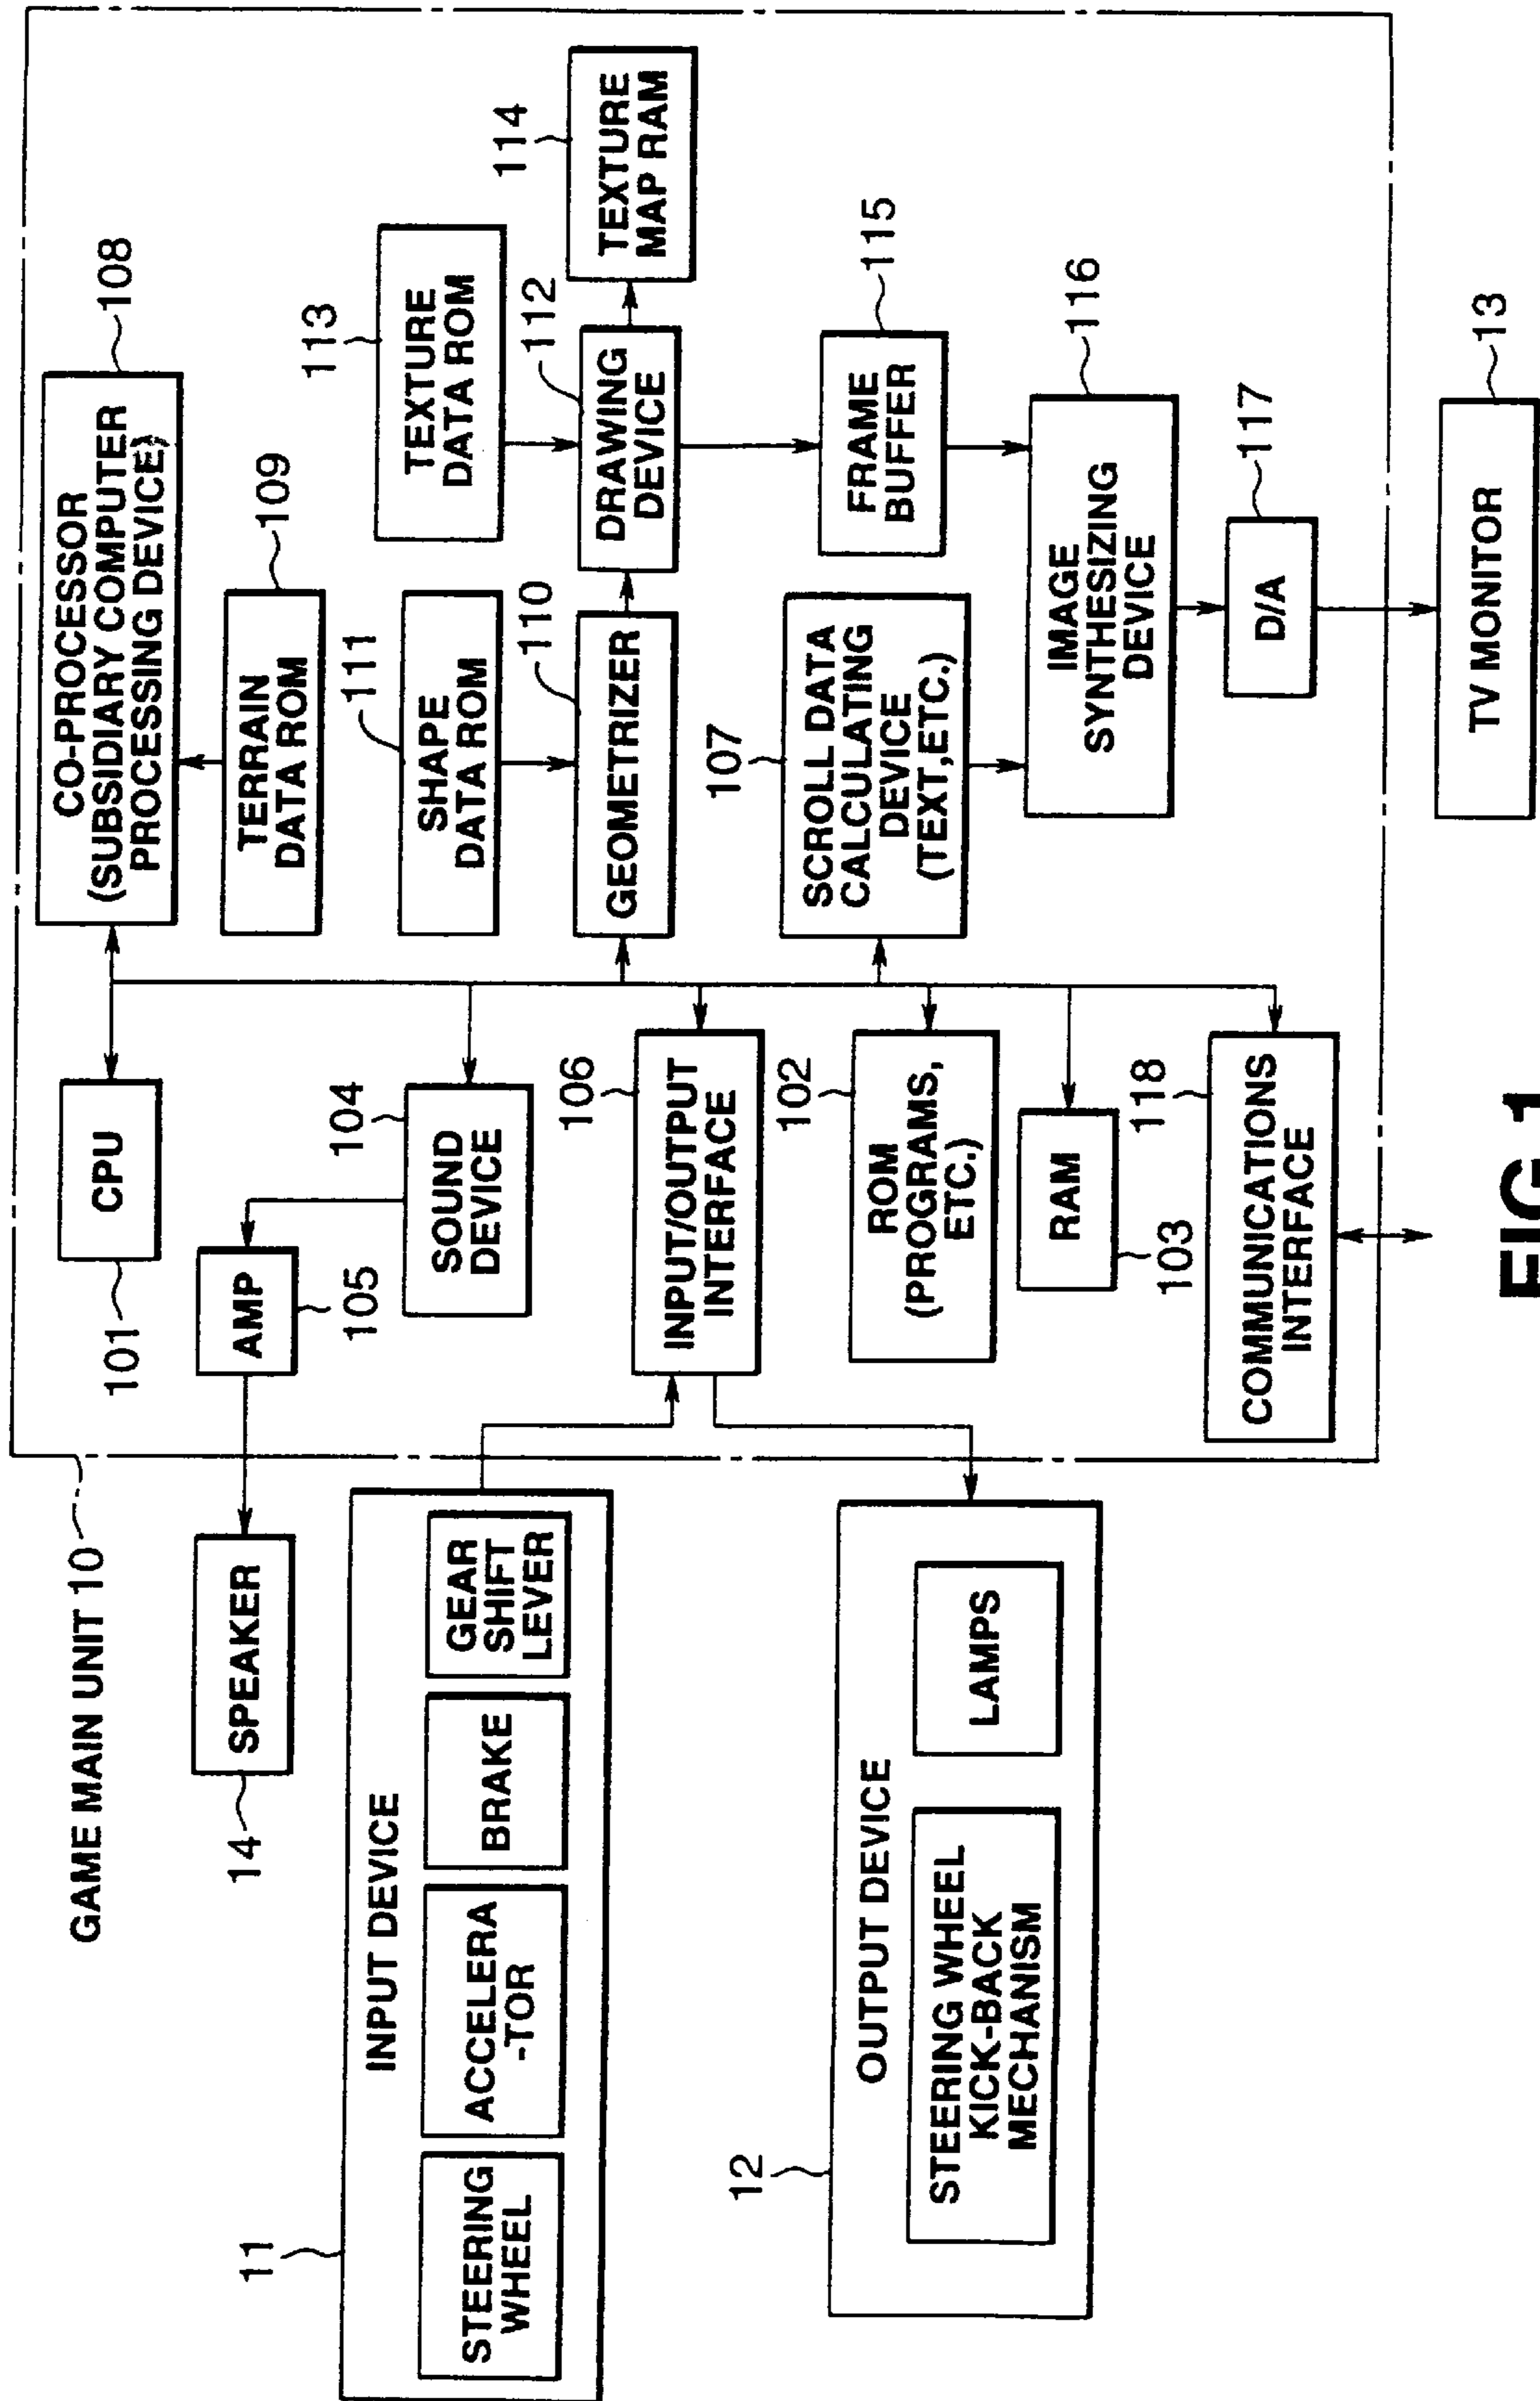 GAME MAIN UNIT 10
101
CPU
CO-PROCESSOR
(SUBSIDIARY COMPUTER
PROCESSING DEVICE)
108
14
SPEAKER
AMP
105
TERRAIN
DATA ROM
109
104
SOUND
DEVICE
111
SHAPE
DATA ROM
113
TEXTURE
DATA ROM
11
INPUT DEVICE
STEERING
WHEEL
ACCELERA
-TOR
BRAKE
GEAR
SHIFT
LEVER
106
INPUT/OUTPUT
INTERFACE
GEOMETRIZER
110
DRAWING
DEVICE
112
TEXTURE
MAP RAM
114
12
OUTPUT DEVICE
STEERING WHEEL
KICK-BACK
MECHANISM
LAMPS
102
ROM
(PROGRAMS,
ETC.)
107
SCROLL DATA
CALCULATING
DEVICE
(TEXT,ETC.)
FRAME
BUFFER
115
RAM
103
IMAGE
SYNTHESIZING
DEVICE
116
118
COMMUNICATIONS
INTERFACE
D/A
117
TV MONITOR
13
FIG.1